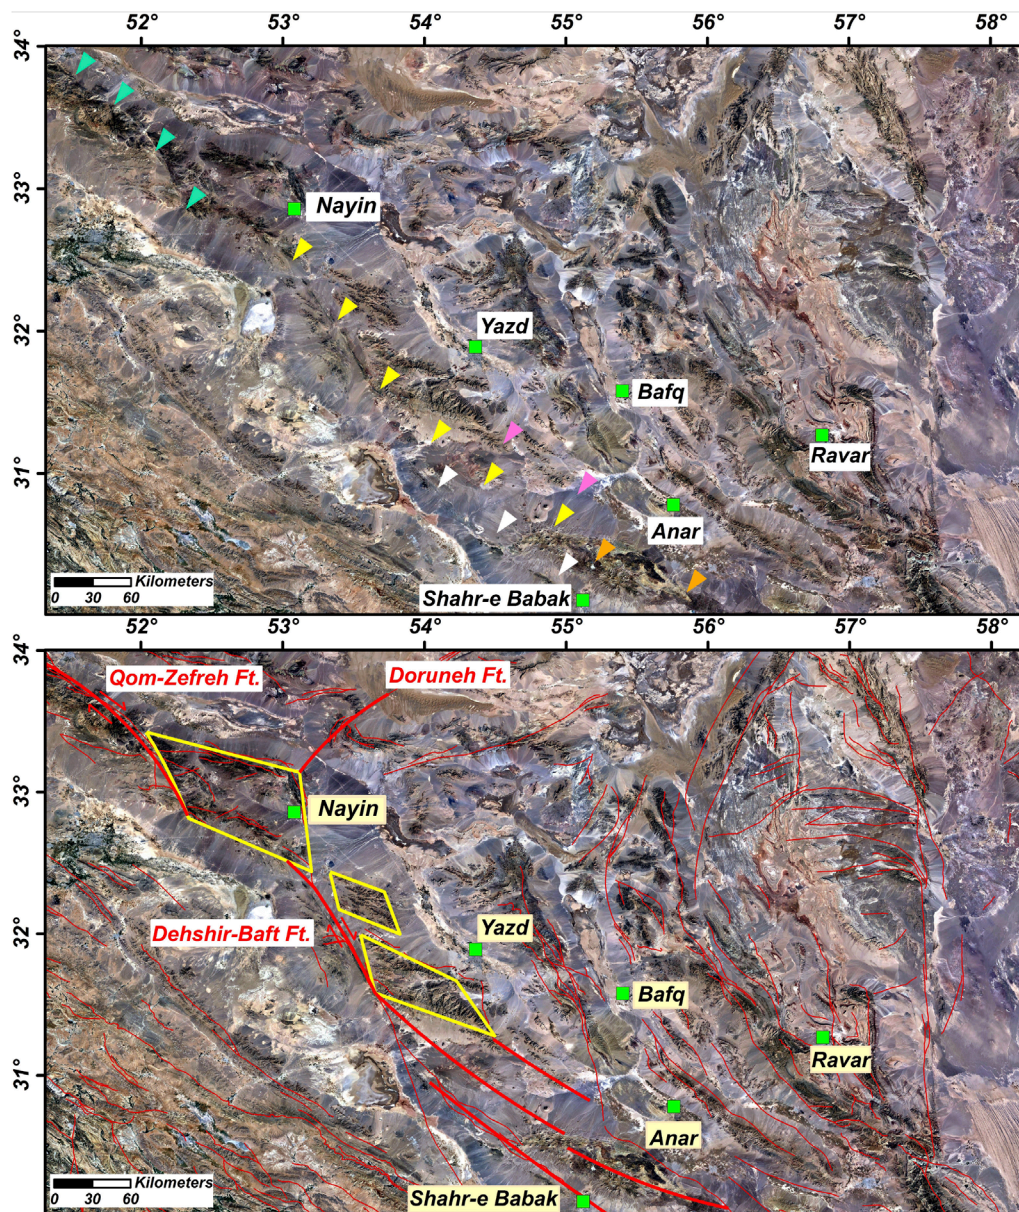 52° 53° 54° 55° 56° 57° 58°
34°
33°
Nayin
32°
Yazd
Bafq
31°
Ravar
Anar
Kilometers
0 30 60
Shahr-e Babak
52° 53° 54° 55° 56° 57° 58°
34°
Qom-Zefreh Ft.
Doruneh Ft.
33°
Nayin
32°
Dehshir-Baft Ft.
Yazd
Bafq
31°
Ravar
Anar
Kilometers
0 30 60
Shahr-e Babak